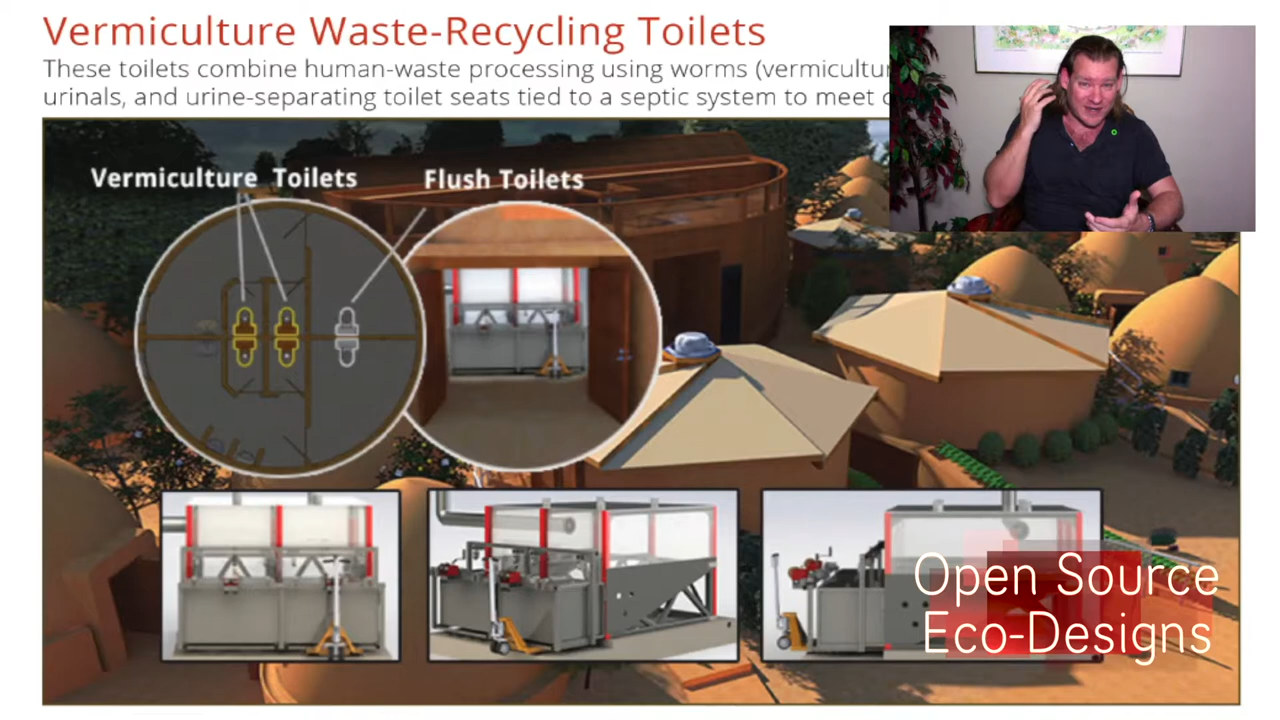 Vermiculture Waste-Recycling Toilets
These toilets combine human-waste processing using worms (vermicultur
urinals, and urine-separating toilet seats tied to a septic system to meet
Vermiculture Toilets
Flush Toilets
Open Source
Eco-Designs